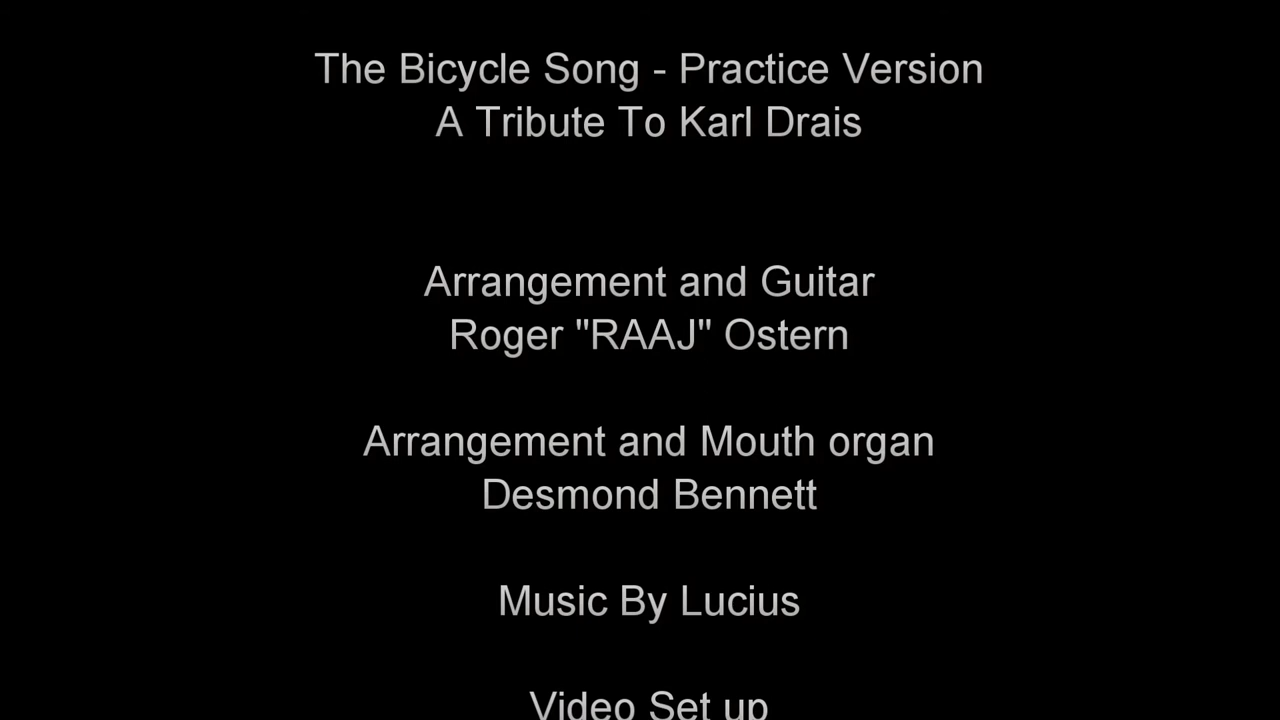 The Bicycle Song - Practice Version
A Tribute To Karl Drais
Arrangement and Guitar
Roger "RAAJ" Ostern
Arrangement and Mouth organ
Desmond Bennett
Music By Lucius
Video Set up